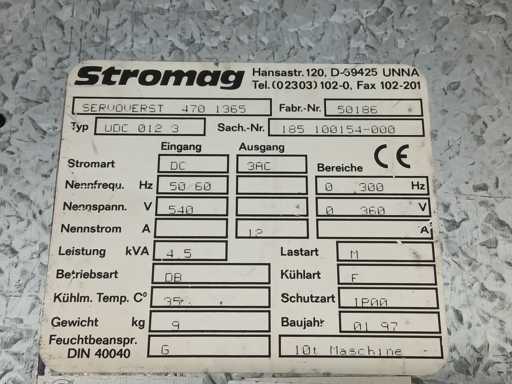 Stromag Hansastr. 120, D-59425 UNNA
Tel. (02303) 102-0, Fax 102-201
SERVOVERST 470 1365 Fabr.-Nr. 50186
Typ UDC 012 3 Sach.-Nr. 185 100154-000
Eingang Ausgang
Stromart DC 3AC Bereiche CE
Nennfrequ. Hz 50/60 0 300 Hz
Nennspann. V 540 0 360 V
Nennstrom A 12 A
Leistung kVA 4.5 Lastart M
Betriebsart DB Kühlart F
Kühlm. Temp. C° 35 Schutzart IP00
Gewicht kg 9 Baujahr 01 97
Feuchtbeanspr.
DIN 40040 G 10t Maschine